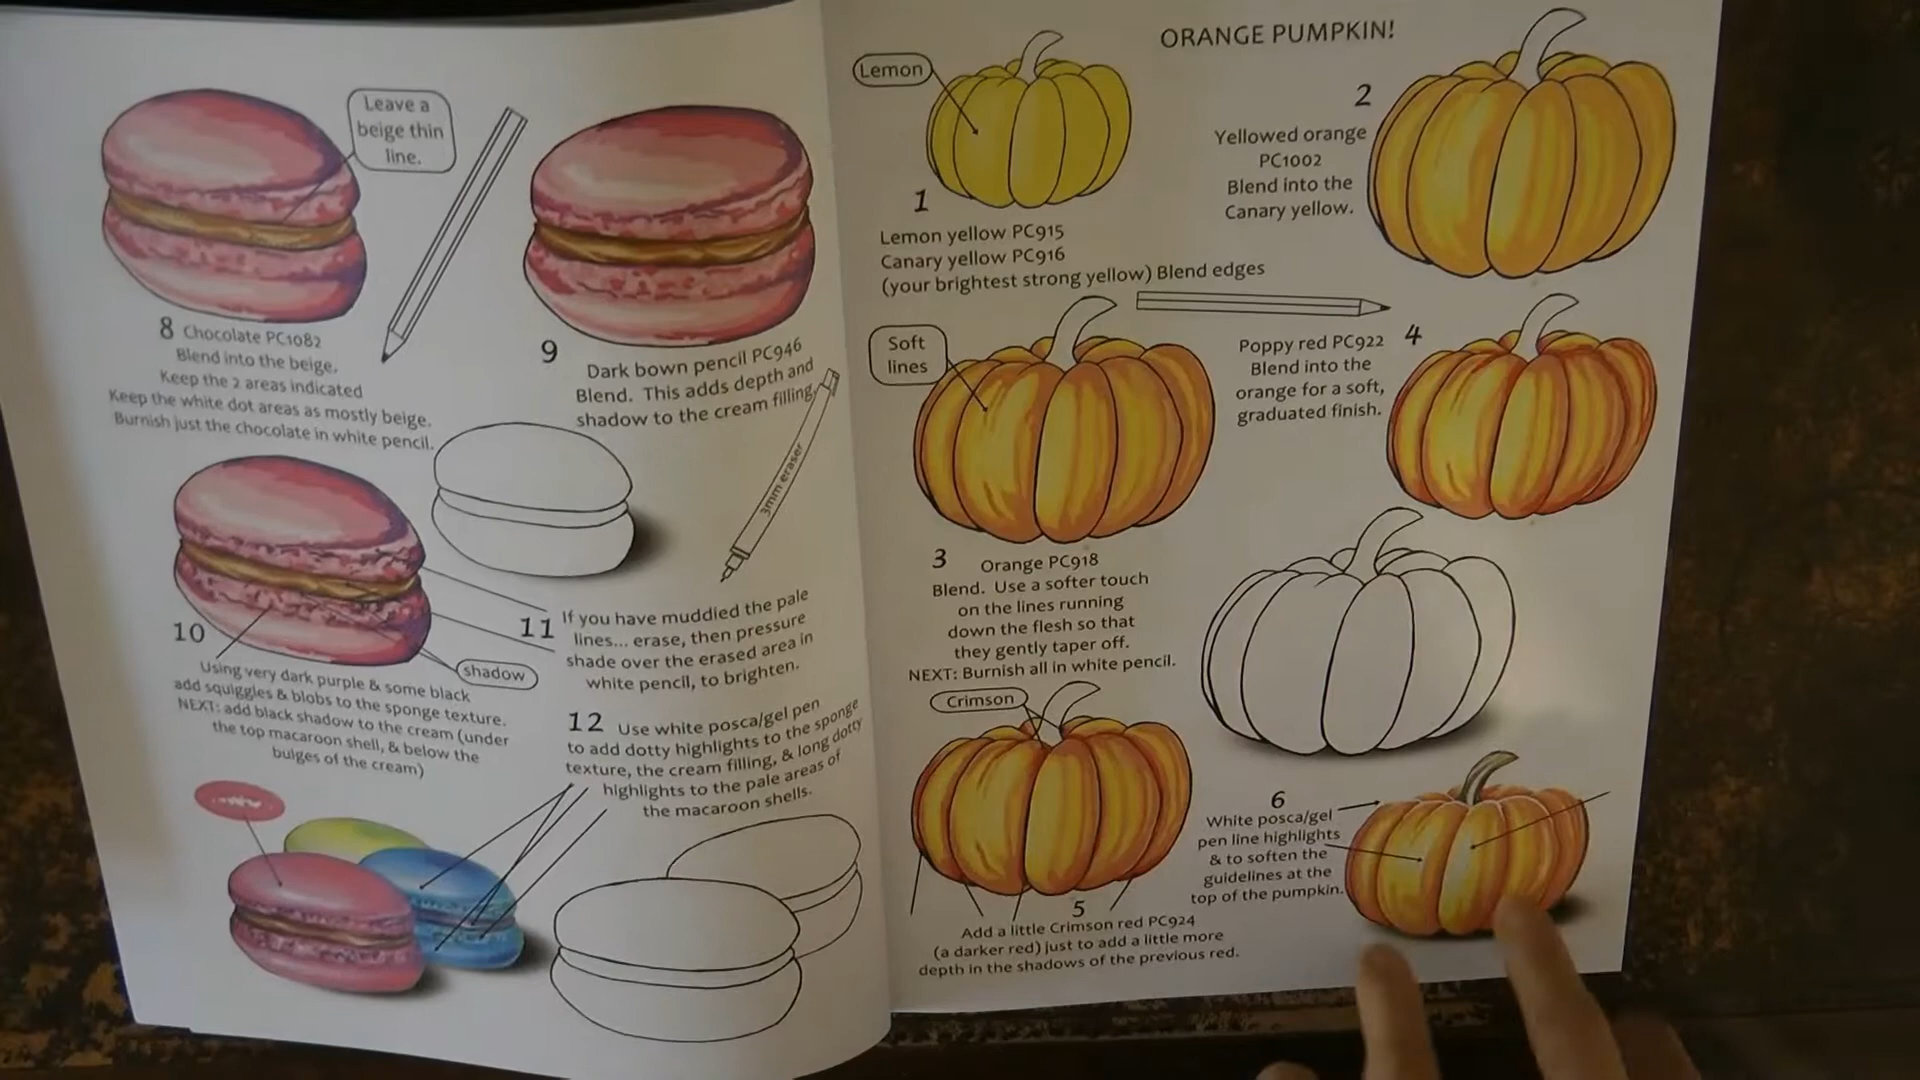 Leave a
beige thin
line.
8 Chocolate PC1082
Blend into the beige.
Keep the 2 areas indicated
Keep the white dot areas as mostly beige.
Burnish just the chocolate in white pencil.
9 Dark bown pencil PC946
Blend. This adds depth and
shadow to the cream filling.
3mm eraser
10
Using very dark purple & some black
add squiggles & blobs to the sponge texture.
NEXT: add black shadow to the cream (under
the top macaroon shell, & below the
bulges of the cream)
shadow
11 If you have muddied the pale
lines... erase, then pressure
shade over the erased area in
white pencil, to brighten.
12 Use white posca/gel pen
to add dotty highlights to the sponge
texture, the cream filling, & long dotty
highlights to the pale areas of
the macaroon shells.
ORANGE PUMPKIN!
Lemon
1
Lemon yellow PC915
Canary yellow PC916
(your brightest strong yellow) Blend edges
2
Yellowed orange
PC1002
Blend into the
Canary yellow.
Soft
lines
3 Orange PC918
Blend. Use a softer touch
on the lines running
down the flesh so that
they gently taper off.
NEXT: Burnish all in white pencil.
4
Poppy red PC922
Blend into the
orange for a soft,
graduated finish.
Crimson
5
Add a little Crimson red PC924
(a darker red) just to add a little more
depth in the shadows of the previous red.
6
White posca/gel
pen line highlights
& to soften the
guidelines at the
top of the pumpkin.